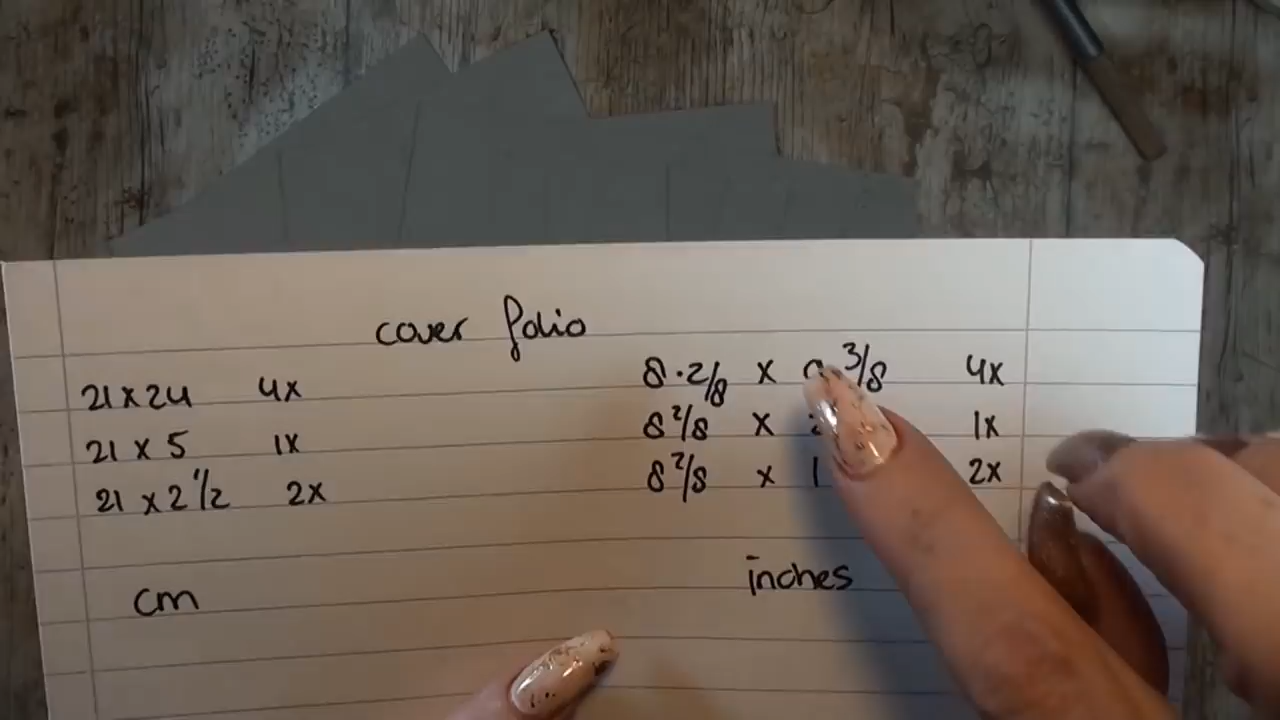 cover folio
21 x 24 4x 8 · 2/8 x 3/8 4x
21 x 5 1x 8 2/8 x 1x
21 x 2 1/2 2x 8 2/8 x 1 2x
cm inches